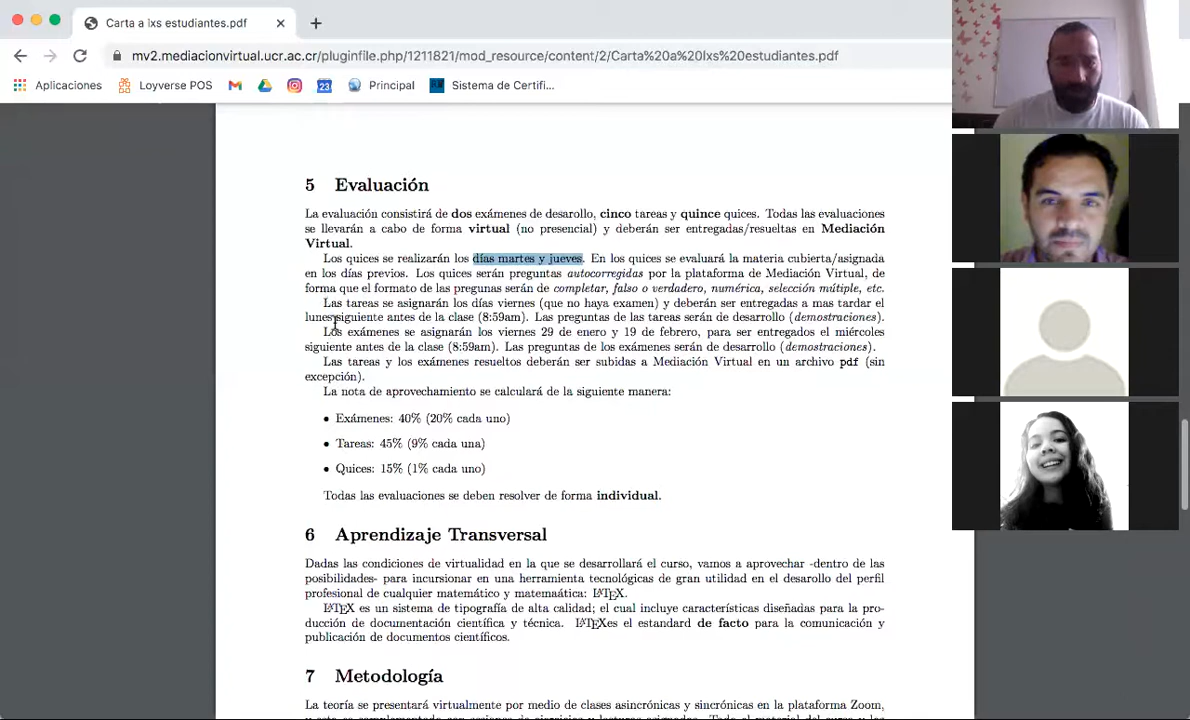 Carta a lxs estudiantes.pdf
mv2.mediacionvirtual.ucr.ac.cr/pluginfile.php/1211821/mod_resource/content/2/Carta%20a%20lxs%20estudiantes.pdf
Aplicaciones Loyverse POS 23 Principal Sistema de Certifi...
5 Evaluación
La evaluación consistirá de dos exámenes de desarollo, cinco tareas y quince quices. Todas las evaluaciones
se llevarán a cabo de forma virtual (no presencial) y deberán ser entregadas/resueltas en Mediación
Virtual.
Los quices se realizarán los días martes y jueves. En los quices se evaluará la materia cubierta/asignada
en los días previos. Los quices serán preguntas autocorregidas por la plataforma de Mediación Virtual, de
forma que el formato de las pregunas serán de completar, falso o verdadero, numérica, selección mútiple, etc.
Las tareas se asignarán los días viernes (que no haya examen) y deberán ser entregadas a mas tardar el
lunes siguiente antes de la clase (8:59am). Las preguntas de las tareas serán de desarrollo (demostraciones).
Los exámenes se asignarán los viernes 29 de enero y 19 de febrero, para ser entregados el miércoles
siguiente antes de la clase (8:59am). Las preguntas de los exámenes serán de desarrollo (demostraciones).
Las tareas y los exámenes resueltos deberán ser subidas a Mediación Virtual en un archivo pdf (sin
excepción).
La nota de aprovechamiento se calculará de la siguiente manera:
• Exámenes: 40% (20% cada uno)
• Tareas: 45% (9% cada una)
• Quices: 15% (1% cada uno)
Todas las evaluaciones se deben resolver de forma individual.
6 Aprendizaje Transversal
Dadas las condiciones de virtualidad en la que se desarrollará el curso, vamos a aprovechar -dentro de las
posibilidades- para incursionar en una herramienta tecnológicas de gran utilidad en el desarollo del perfil
profesional de cualquier matemático y matemaática: LATEX.
LATEX es un sistema de tipografía de alta calidad; el cual incluye características diseñadas para la pro-
ducción de documentación científica y técnica. LATEXes el estandard de facto para la comunicación y
publicación de documentos científicos.
7 Metodología
La teoría se presentará virtualmente por medio de clases asincrónicas y sincrónicas en la plataforma Zoom,